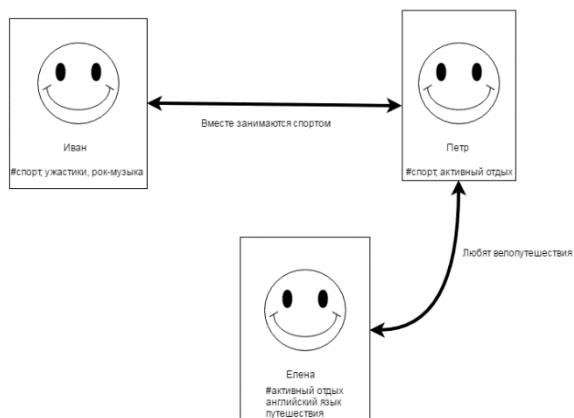 Иван
#спорт, ужастики, рок-музыка
Вместе занимаются спортом
Петр
#спорт, активный отдых
Любят велопутешествия
Елена
#активный отдых
английский язык
путешествия